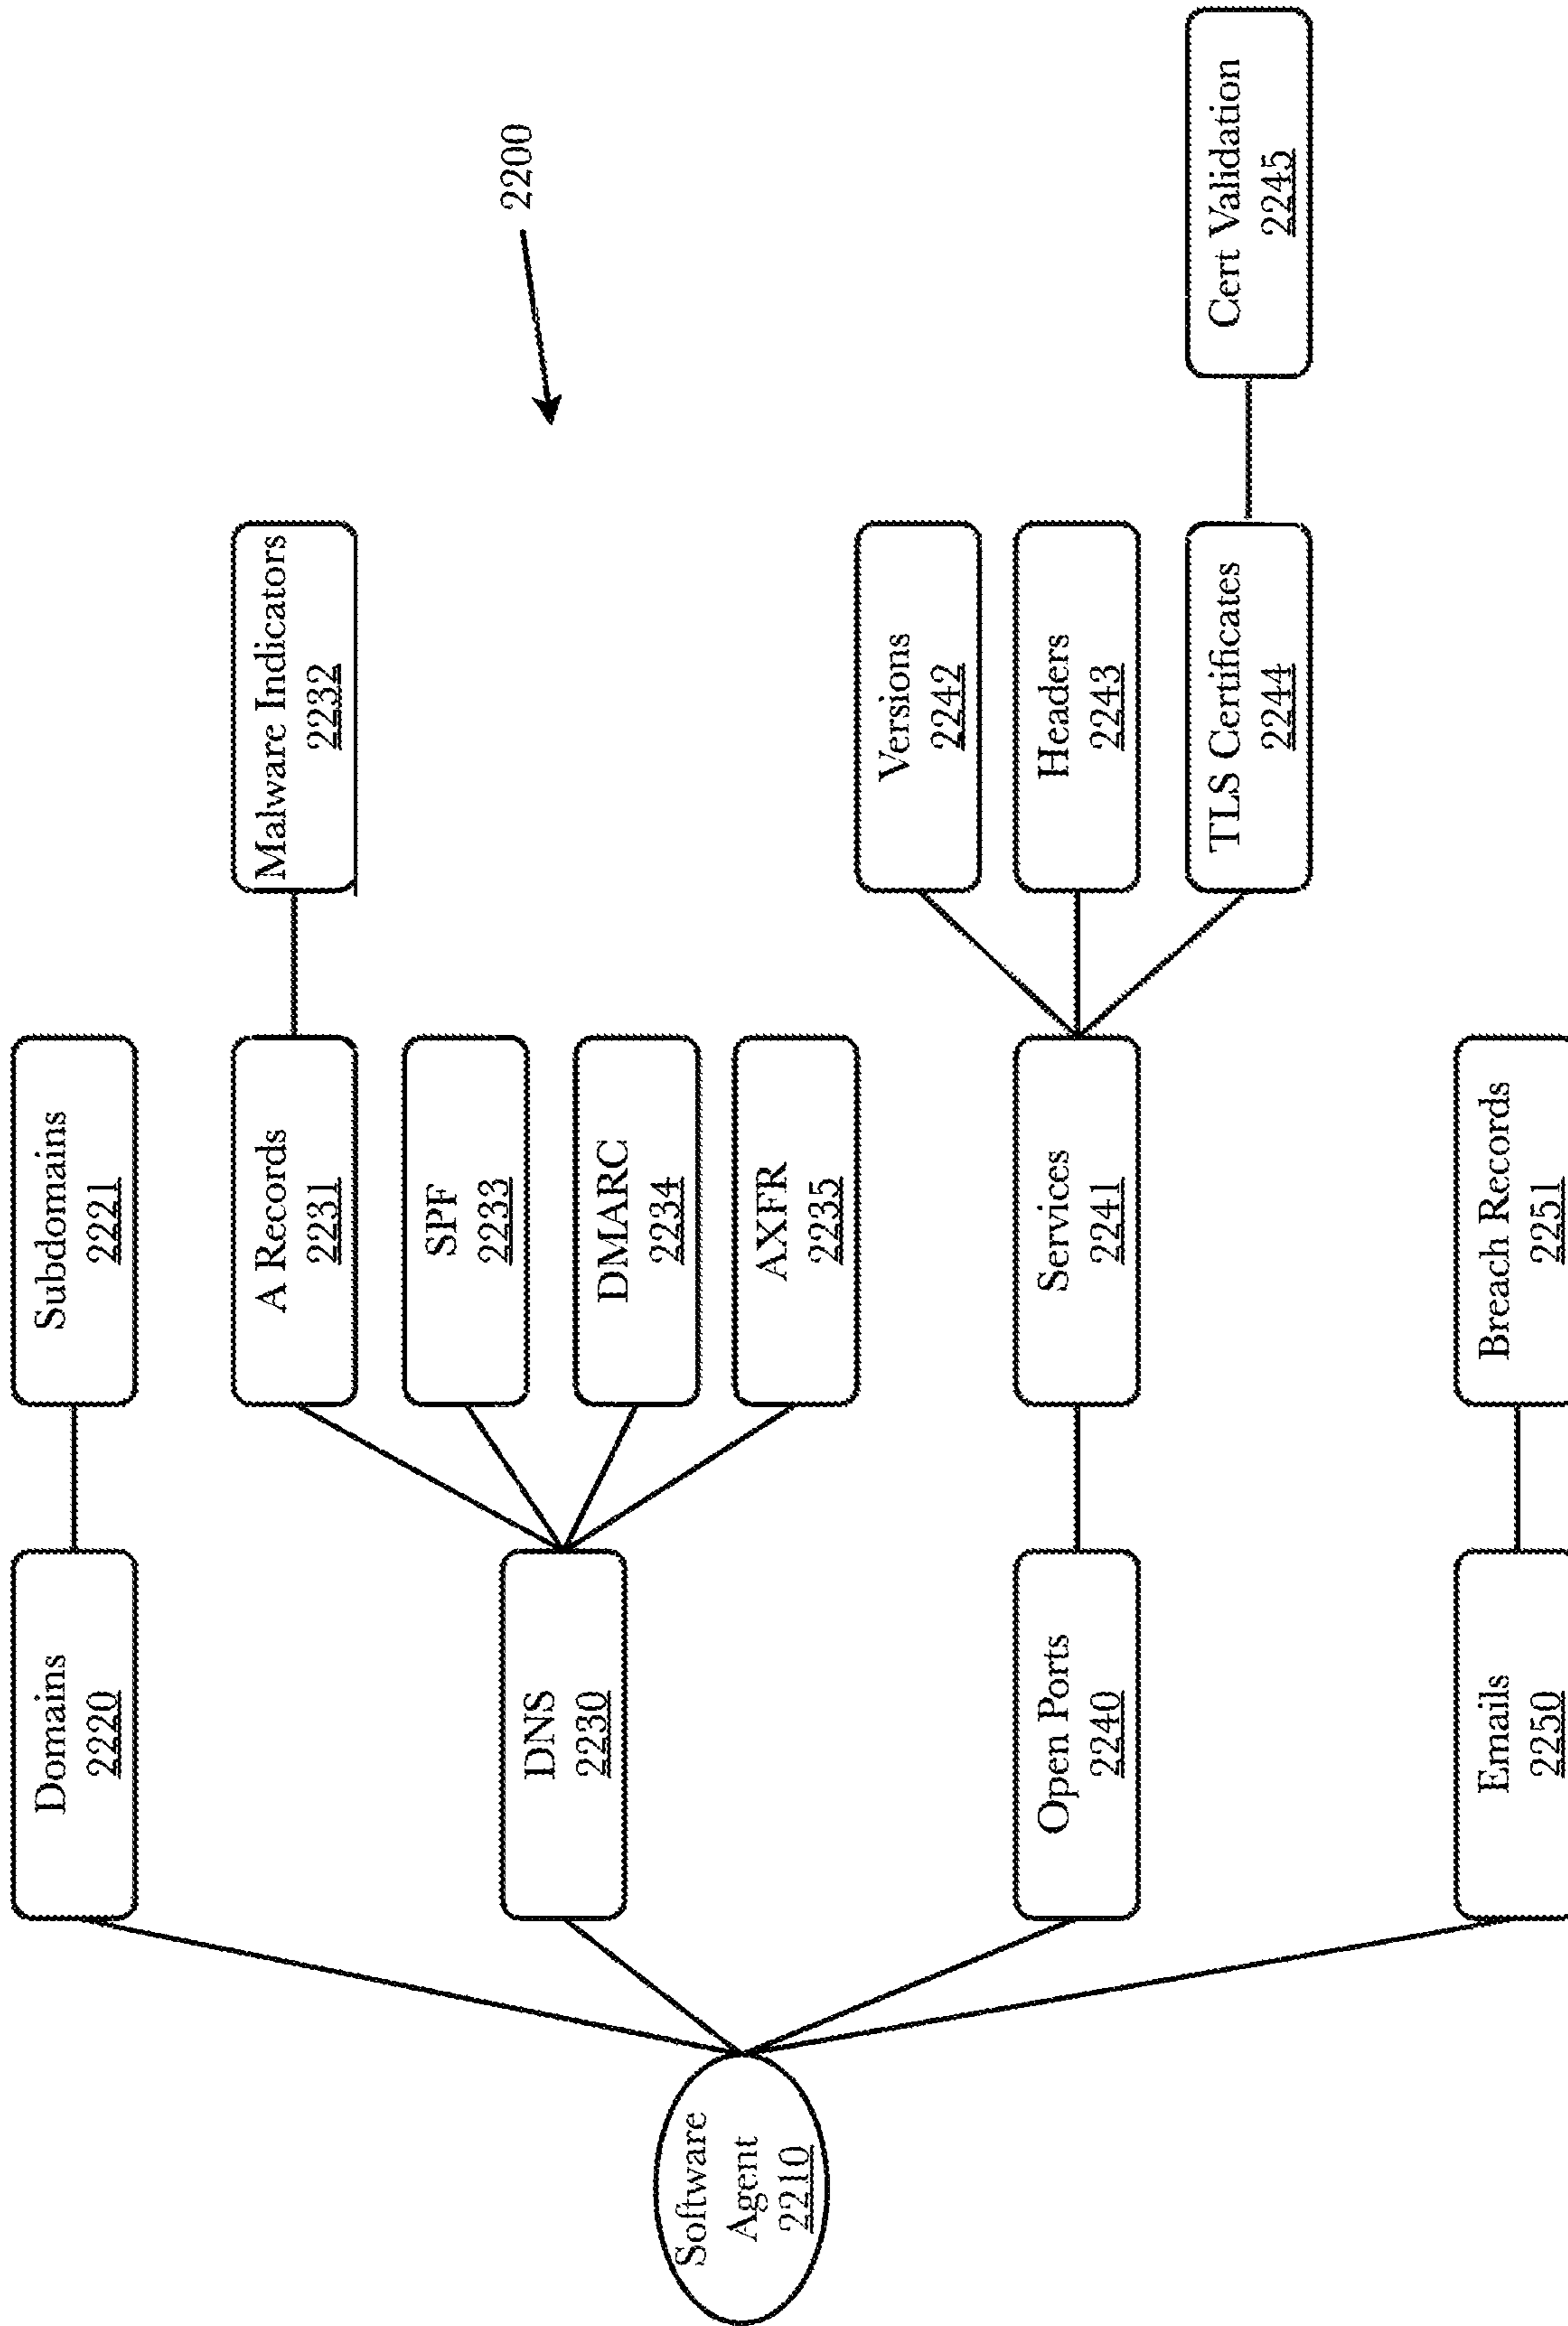 2200
Software
Agent
2210
Domains
2220
Subdomains
2221
DNS
2230
A Records
2231
Malware Indicators
2232
SPF
2233
DMARC
2234
AXFR
2235
Open Ports
2240
Services
2241
Versions
2242
Headers
2243
TLS Certificates
2244
Cert Validation
2245
Emails
2250
Breach Records
2251